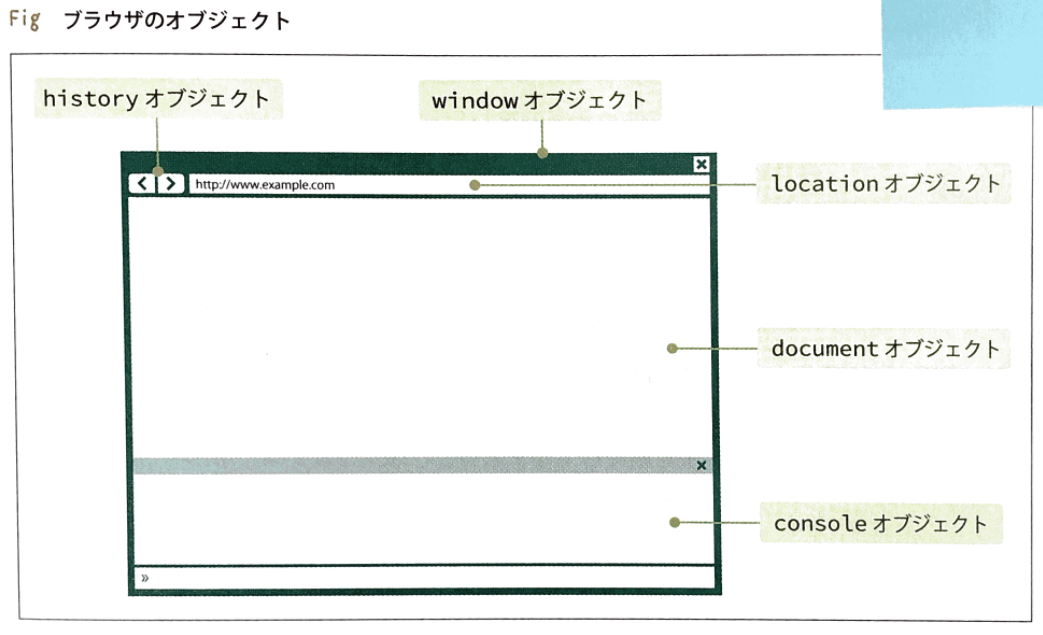 Fig ブラウザのオブジェクト
history オブジェクト
window オブジェクト
http://www.example.com
location オブジェクト
document オブジェクト
console オブジェクト
»